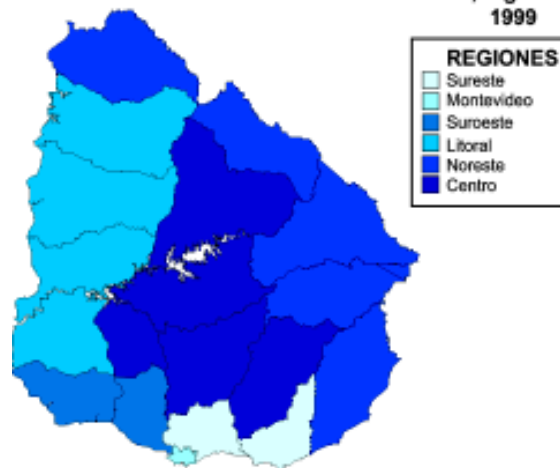 1999
REGIONES
Sureste
Montevideo
Suroeste
Litoral
Noreste
Centro